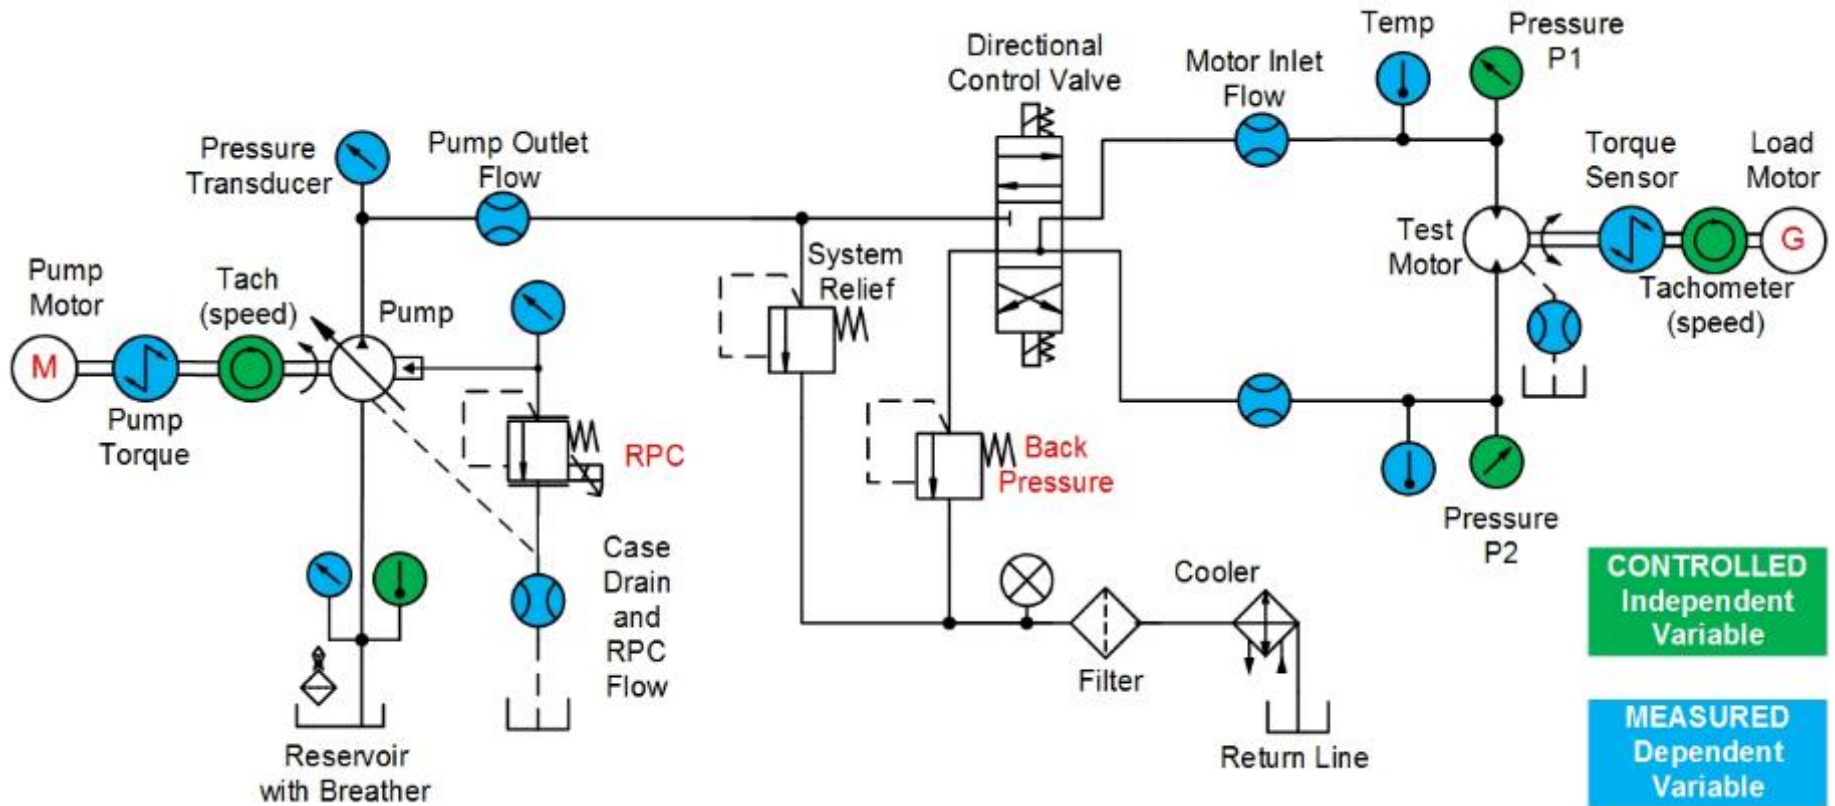 Directional
Control Valve
Motor Inlet
Flow
Temp
Pressure
P1
Pressure
Transducer
Pump Outlet
Flow
Torque
Sensor
Load
Motor
Pump
Motor
Tach
(speed)
Pump
System
Relief
Test
Motor
G
Tachometer
(speed)
M
Pump
Torque
RPC
Back
Pressure
Pressure
P2
Case
Drain
and
RPC
Flow
Cooler
Filter
Reservoir
with Breather
Return Line
CONTROLLED
Independent
Variable
MEASURED
Dependent
Variable